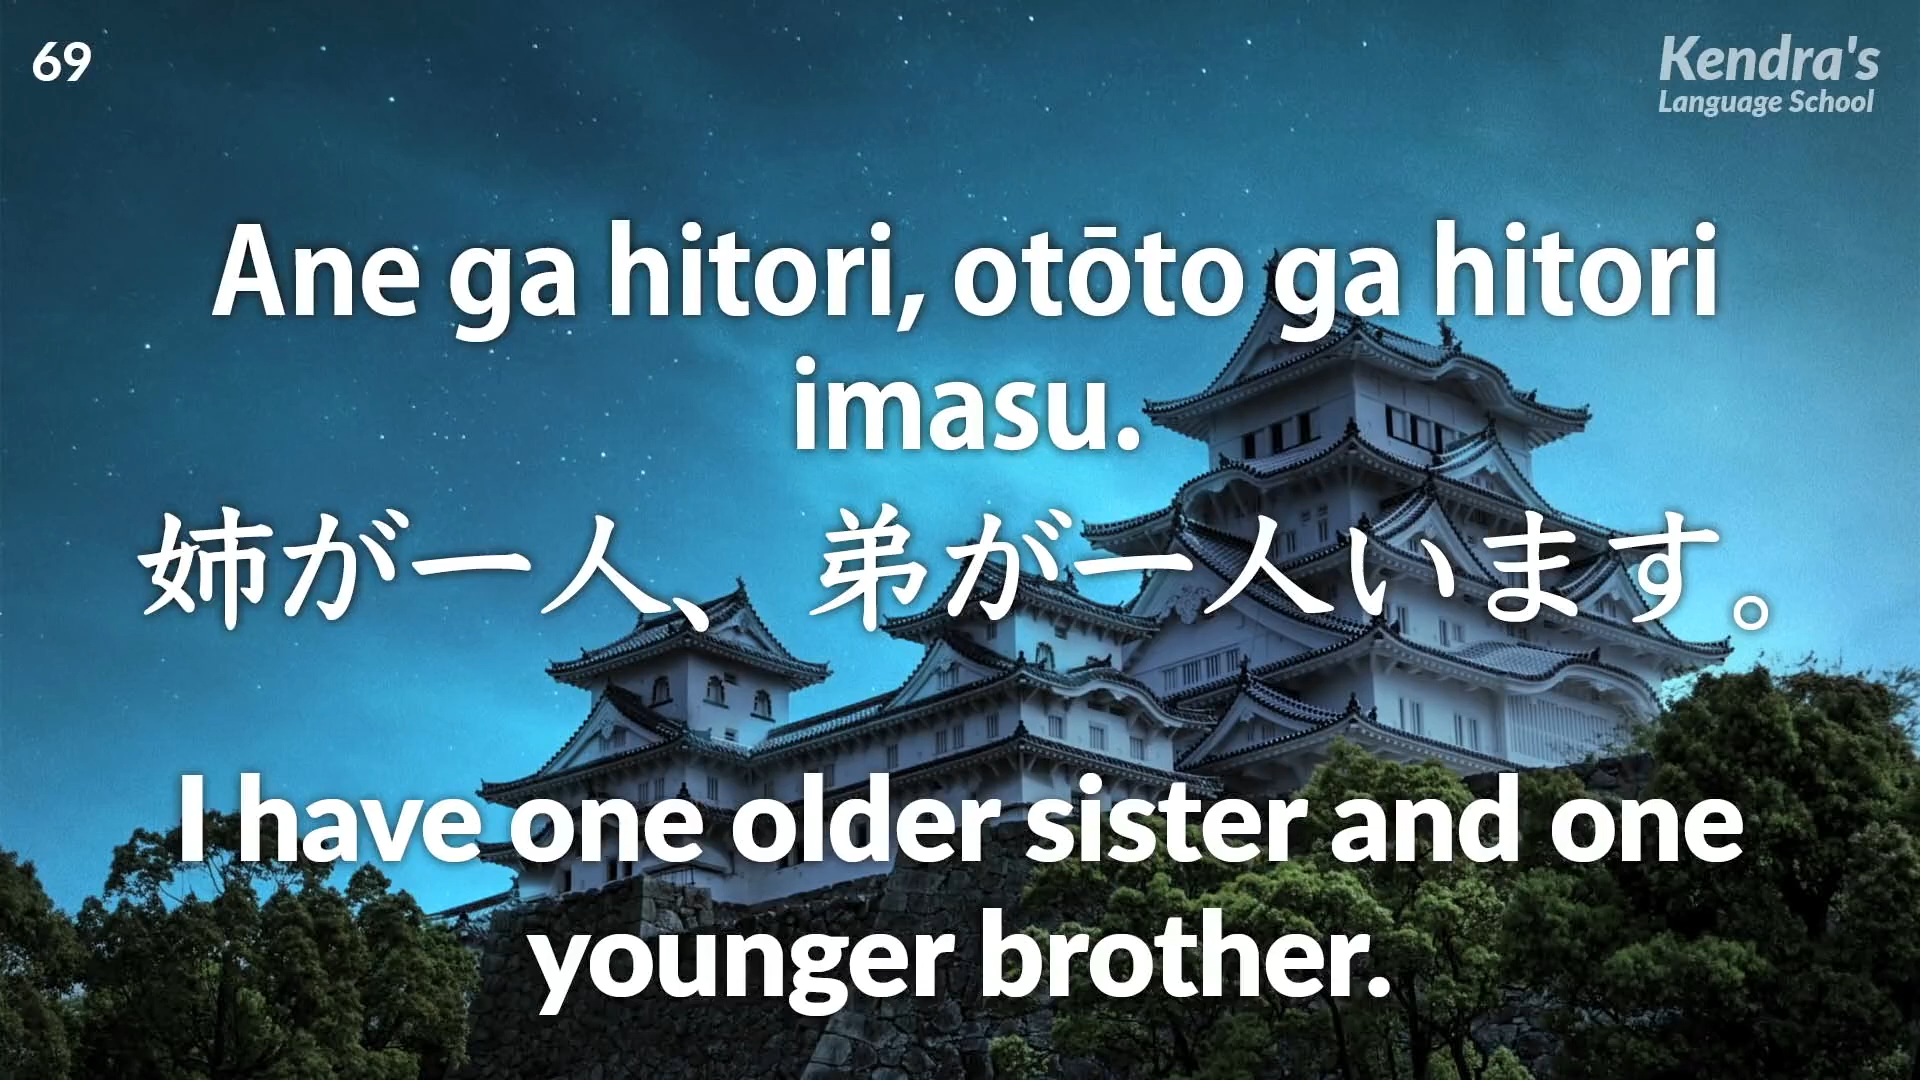 69
Kendra's
Language School
Ane ga hitori, otōto ga hitori
imasu.
姉が一人、弟が一人います。
I have one older sister and one
younger brother.